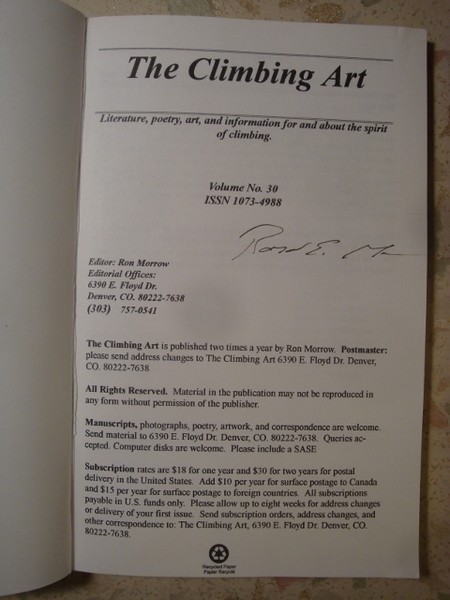 The Climbing Art
Literature, poetry, art, and information for and about the spirit
of climbing.
Volume No. 30
ISSN 1073-4988
Editor: Ron Morrow
Editorial Offices:
6390 E. Floyd Dr.
Denver, CO. 80222-7638
(303) 757-0541
The Climbing Art is published two times a year by Ron Morrow. Postmaster:
please send address changes to The Climbing Art 6390 E. Floyd Dr. Denver,
CO. 80222-7638
All Rights Reserved. Material in the publication may not be reproduced in
any form without permission of the publisher.
Manuscripts, photographs, poetry, artwork, and correspondence are welcome.
Send material to 6390 E. Floyd Dr. Denver, CO. 80222-7638. Queries ac-
cepted. Computer disks are welcome. Please include a SASE
Subscription rates are $18 for one year and $30 for two years for postal
delivery in the United States. Add $10 per year for surface postage to Canada
and $15 per year for surface postage to foreign countries. All subscriptions
payable in U.S. funds only. Please allow up to eight weeks for address changes
or delivery of your first issue. Send subscription orders, address changes, and
other correspondence to: The Climbing Art, 6390 E. Floyd Dr. Denver, CO.
80222-7638.
Recycled Paper
Papier Recyclé